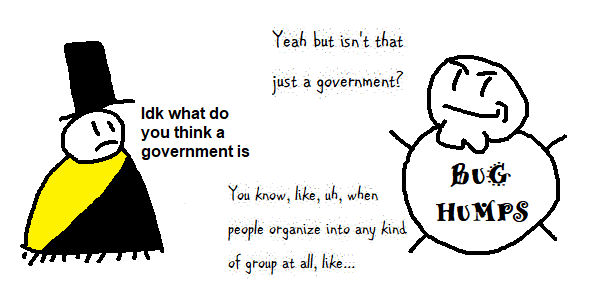 Yeah but isn't that
just a government?
Idk what do
you think a
government is
You know, like, uh, when
people organize into any kind
of group at all, like...
BUG
HUMPS